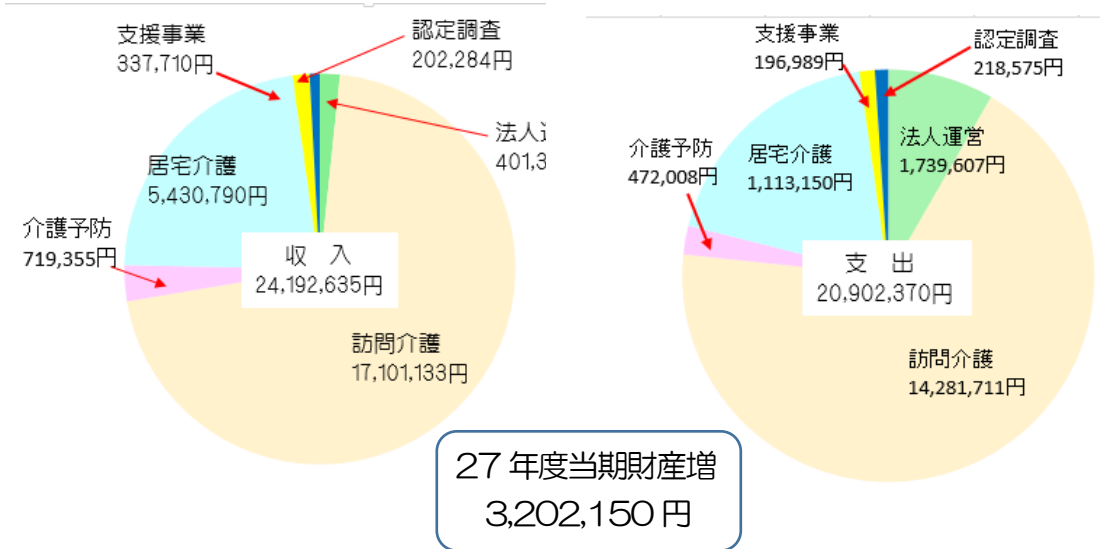 支援事業
337,710円
認定調査
202,284円
法人運
401,3
居宅介護
5,430,790円
介護予防
719,355円
収 入
24,192,635円
訪問介護
17,101,133円
支援事業
196,989円
認定調査
218,575円
法人運営
1,739,607円
介護予防
472,008円
居宅介護
1,113,150円
支 出
20,902,370円
訪問介護
14,281,711円
27年度当期財産増
3,202,150円